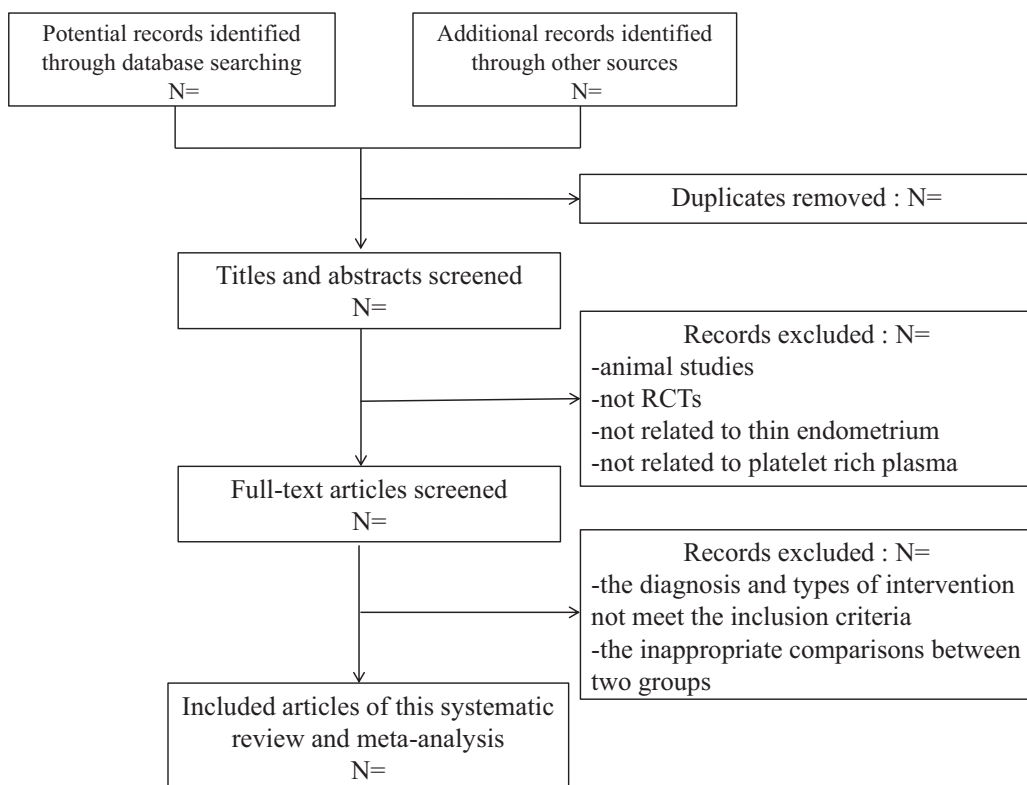 Potential records identified
through database searching
N=
Additional records identified
through other sources
N=
Duplicates removed : N=
Titles and abstracts screened
N=
Records excluded : N=
-animal studies
-not RCTs
-not related to thin endometrium
-not related to platelet rich plasma
Full-text articles screened
N=
Records excluded : N=
-the diagnosis and types of intervention
not meet the inclusion criteria
-the inappropriate comparisons between
two groups
Included articles of this systematic
review and meta-analysis
N=